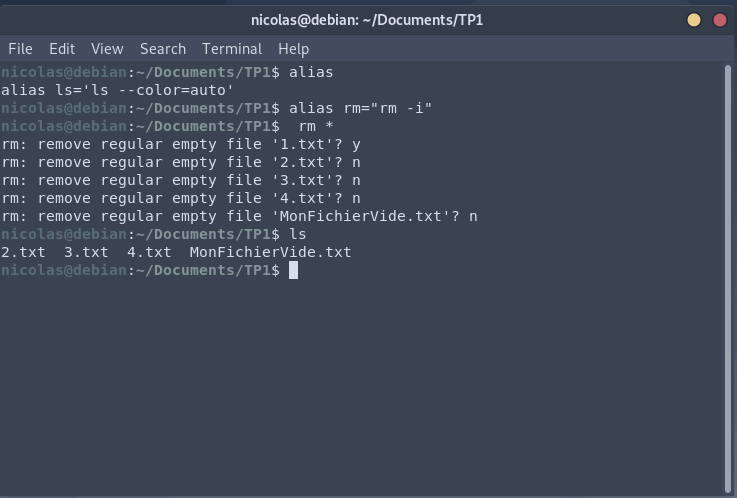 nicolas@debian: ~/Documents/TP1
File Edit View Search Terminal Help
nicolas@debian:~/Documents/TP1$ alias
alias ls='ls --color=auto'
nicolas@debian:~/Documents/TP1$ alias rm="rm -i"
nicolas@debian:~/Documents/TP1$  rm *
rm: remove regular empty file '1.txt'? y
rm: remove regular empty file '2.txt'? n
rm: remove regular empty file '3.txt'? n
rm: remove regular empty file '4.txt'? n
rm: remove regular empty file 'MonFichierVide.txt'? n
nicolas@debian:~/Documents/TP1$ ls
2.txt  3.txt  4.txt  MonFichierVide.txt
nicolas@debian:~/Documents/TP1$